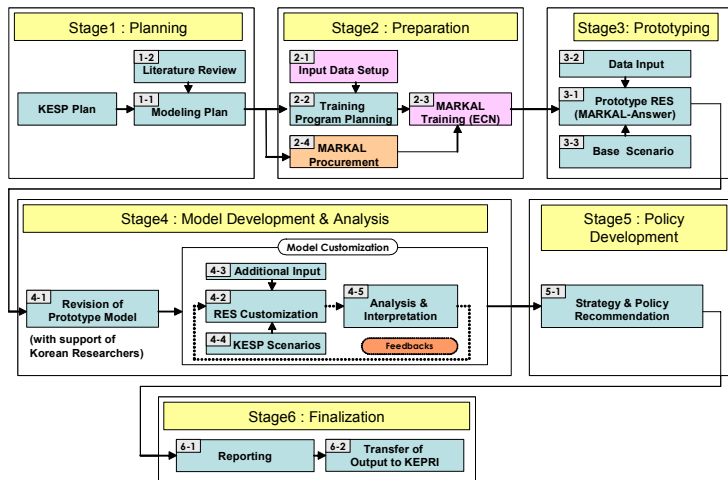 Stage1 : Planning
1-2
Literature Review
KESP Plan
1-1
Modeling Plan
Stage2 : Preparation
2-1
Input Data Setup
2-2
Training
Program Planning
2-3
MARKAL
Training (ECN)
2-4
MARKAL
Procurement
Stage3: Prototyping
3-2
Data Input
3-1
Prototype RES
(MARKAL-Answer)
3-3
Base Scenario
Stage4 : Model Development & Analysis
Model Customization
4-1
Revision of
Prototype Model
(with support of
Korean Researchers)
4-3
Additional Input
4-2
RES Customization
4-4
KESP Scenarios
4-5
Analysis &
Interpretation
Feedbacks
Stage5 : Policy
Development
5-1
Strategy & Policy
Recommendation
Stage6 : Finalization
6-1
Reporting
6-2
Transfer of
Output to KEPRI